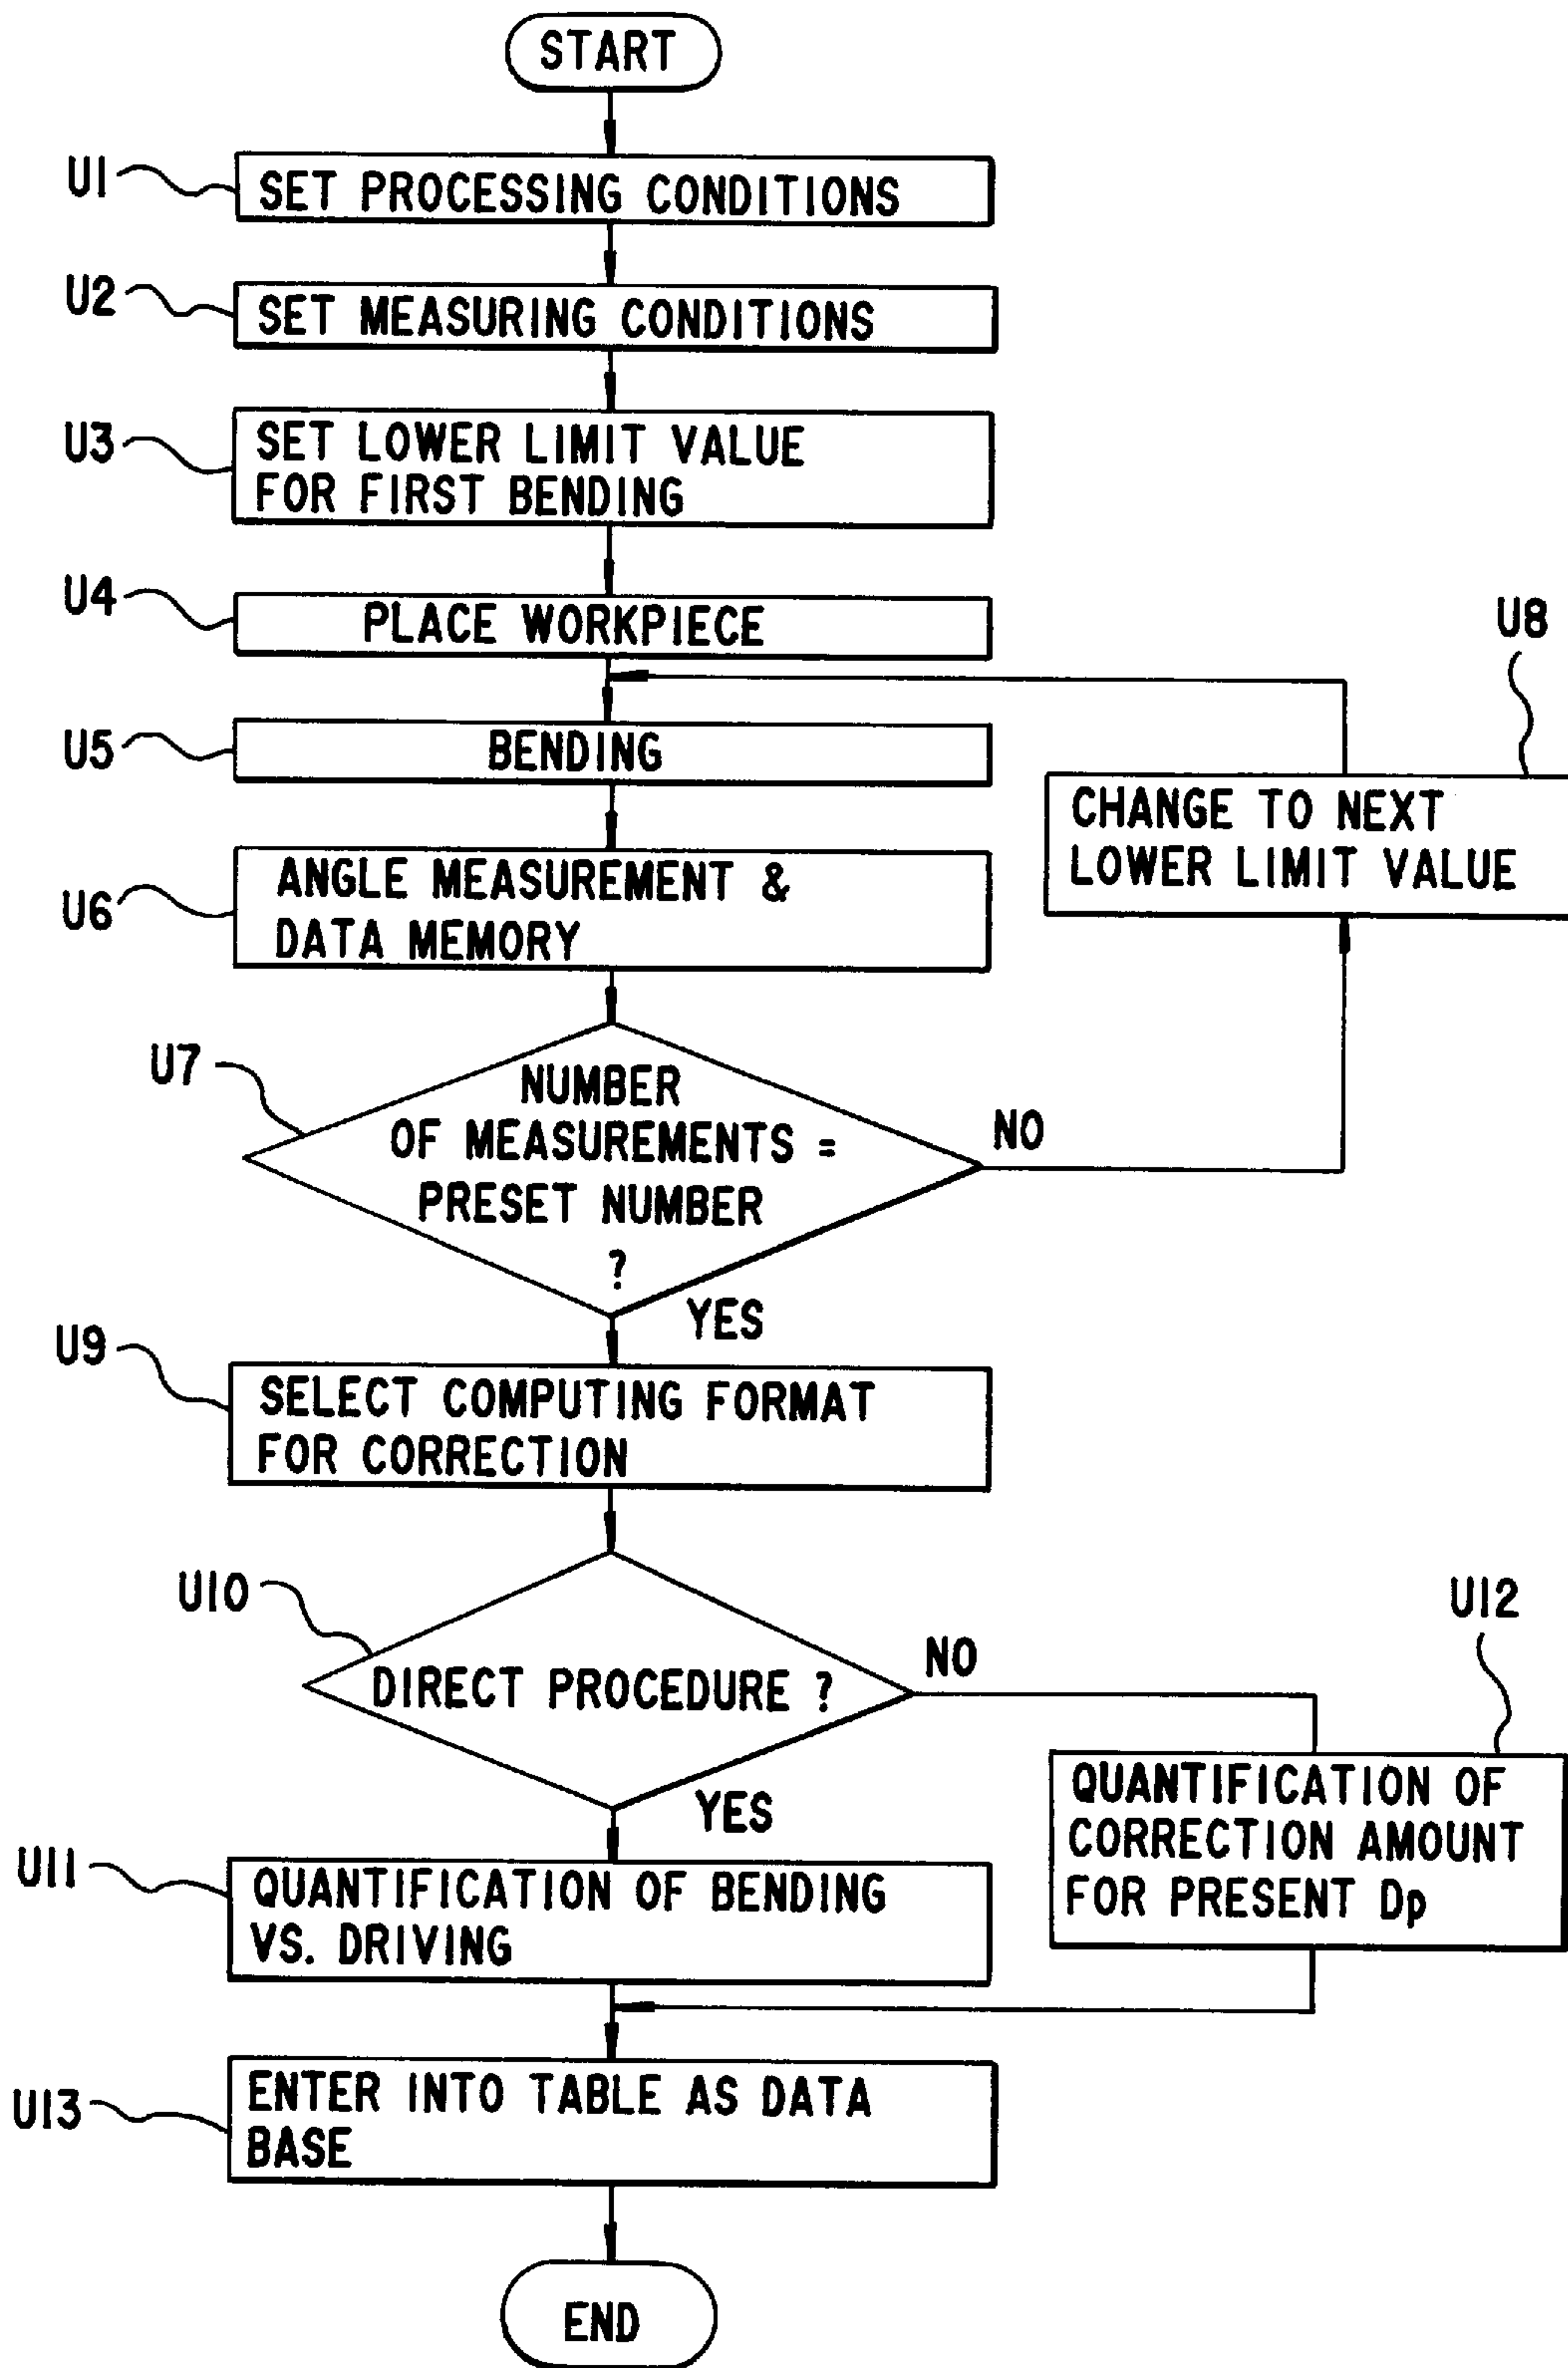 START
U1
SET PROCESSING CONDITIONS
U2
SET MEASURING CONDITIONS
U3
SET LOWER LIMIT VALUE
FOR FIRST BENDING
U4
PLACE WORKPIECE
U8
U5
BENDING
CHANGE TO NEXT
LOWER LIMIT VALUE
U6
ANGLE MEASUREMENT &
DATA MEMORY
U7
NUMBER
OF MEASUREMENTS =
PRESET NUMBER
?
NO
YES
U9
SELECT COMPUTING FORMAT
FOR CORRECTION
U10
DIRECT PROCEDURE ?
NO
YES
U12
QUANTIFICATION OF
CORRECTION AMOUNT
FOR PRESENT Dp
U11
QUANTIFICATION OF BENDING
VS. DRIVING
U13
ENTER INTO TABLE AS DATA
BASE
END